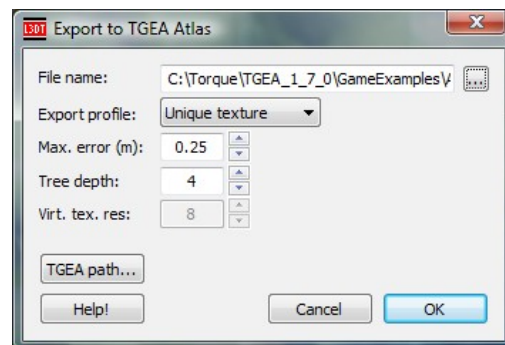 L3DT Export to TGEA Atlas
File name: C:\Torque\TGEA_1_7_0\GameExamples\ ...
Export profile: Unique texture
Max. error (m): 0.25
Tree depth: 4
Virt. tex. res: 8
TGEA path...
Help! Cancel OK